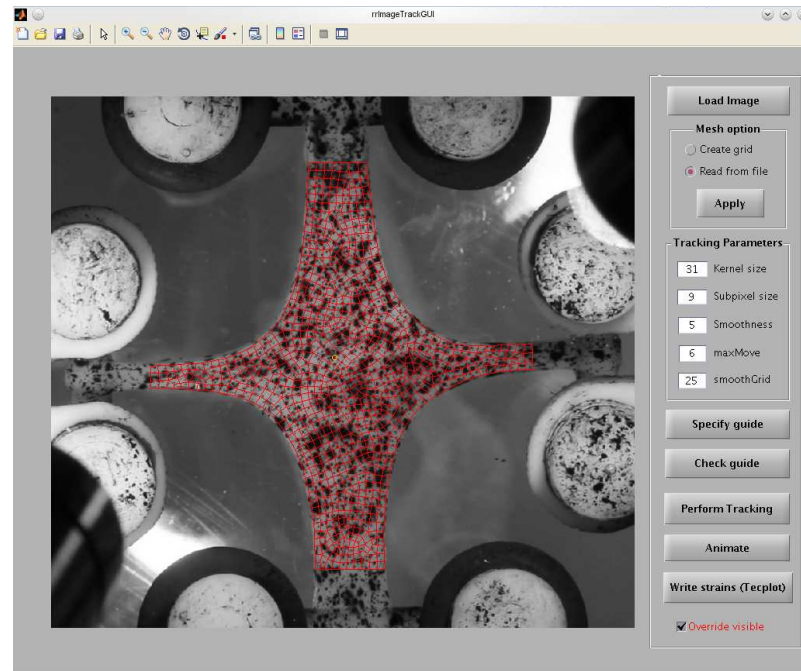 rrImageTrackGUI
Load Image
Mesh option
Create grid
Read from file
Apply
Tracking Parameters
31 Kernel size
9 Subpixel size
5 Smoothness
6 maxMove
25 smoothGrid
Specify guide
Check guide
Perform Tracking
Animate
Write strains (Tecplot)
Override visible